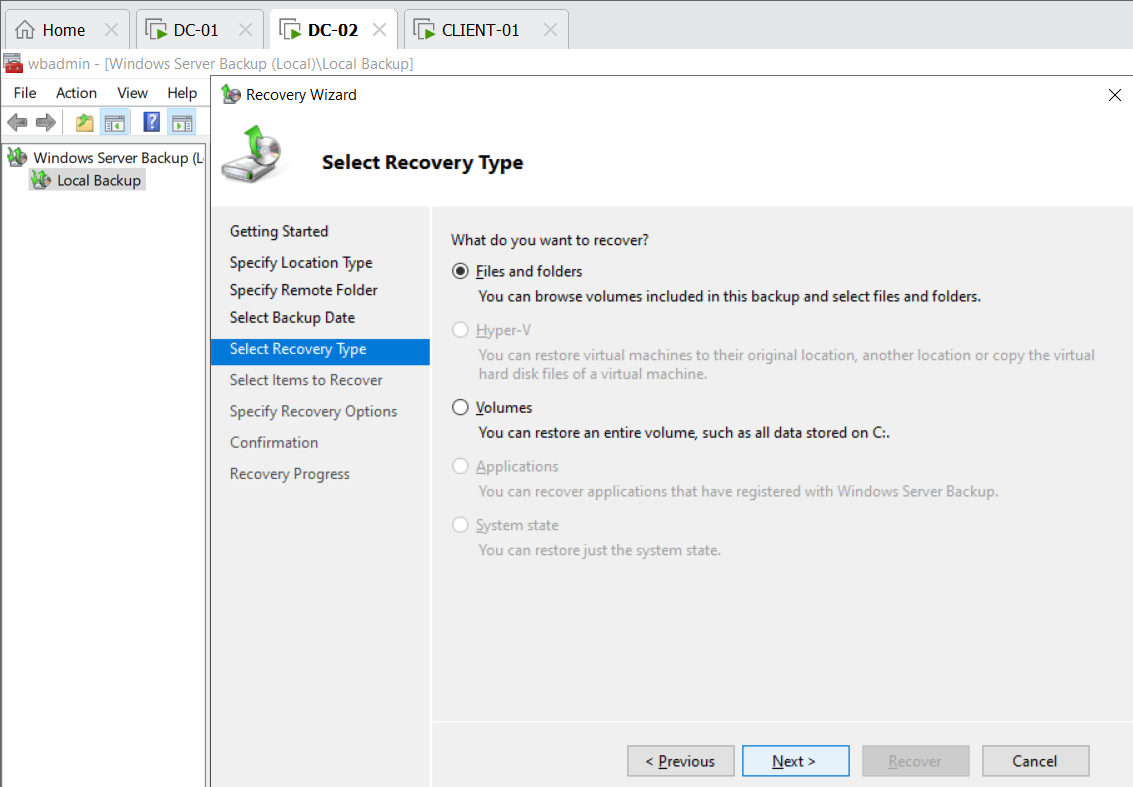 Home
DC-01
DC-02
CLIENT-01
wbadmin - [Windows Server Backup (Local)\Local Backup]
File Action View Help
Windows Server Backup (L
Local Backup
Recovery Wizard
Select Recovery Type
Getting Started
Specify Location Type
Specify Remote Folder
Select Backup Date
Select Recovery Type
Select Items to Recover
Specify Recovery Options
Confirmation
Recovery Progress
What do you want to recover?
Files and folders
You can browse volumes included in this backup and select files and folders.
Hyper-V
You can restore virtual machines to their original location, another location or copy the virtual
hard disk files of a virtual machine.
Volumes
You can restore an entire volume, such as all data stored on C:.
Applications
You can recover applications that have registered with Windows Server Backup.
System state
You can restore just the system state.
< Previous
Next >
Recover
Cancel